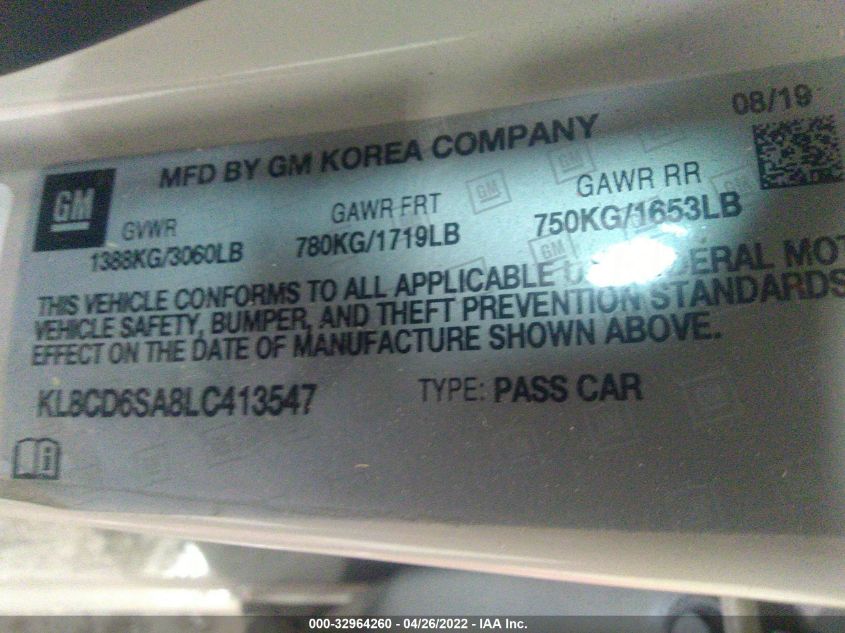 08/19
MFD BY GM KOREA COMPANY
GM
GVWR GAWR FRT GAWR RR
1388KG/3060LB 780KG/1719LB 750KG/1653LB
THIS VEHICLE CONFORMS TO ALL APPLICABLE
VEHICLE SAFETY, BUMPER, AND THEFT PREVENTION STANDARDS
EFFECT ON THE DATE OF MANUFACTURE SHOWN ABOVE.
KL8CD6SA8LC413547 TYPE: PASS CAR
000-32964260 - 04/26/2022 - IAA Inc.